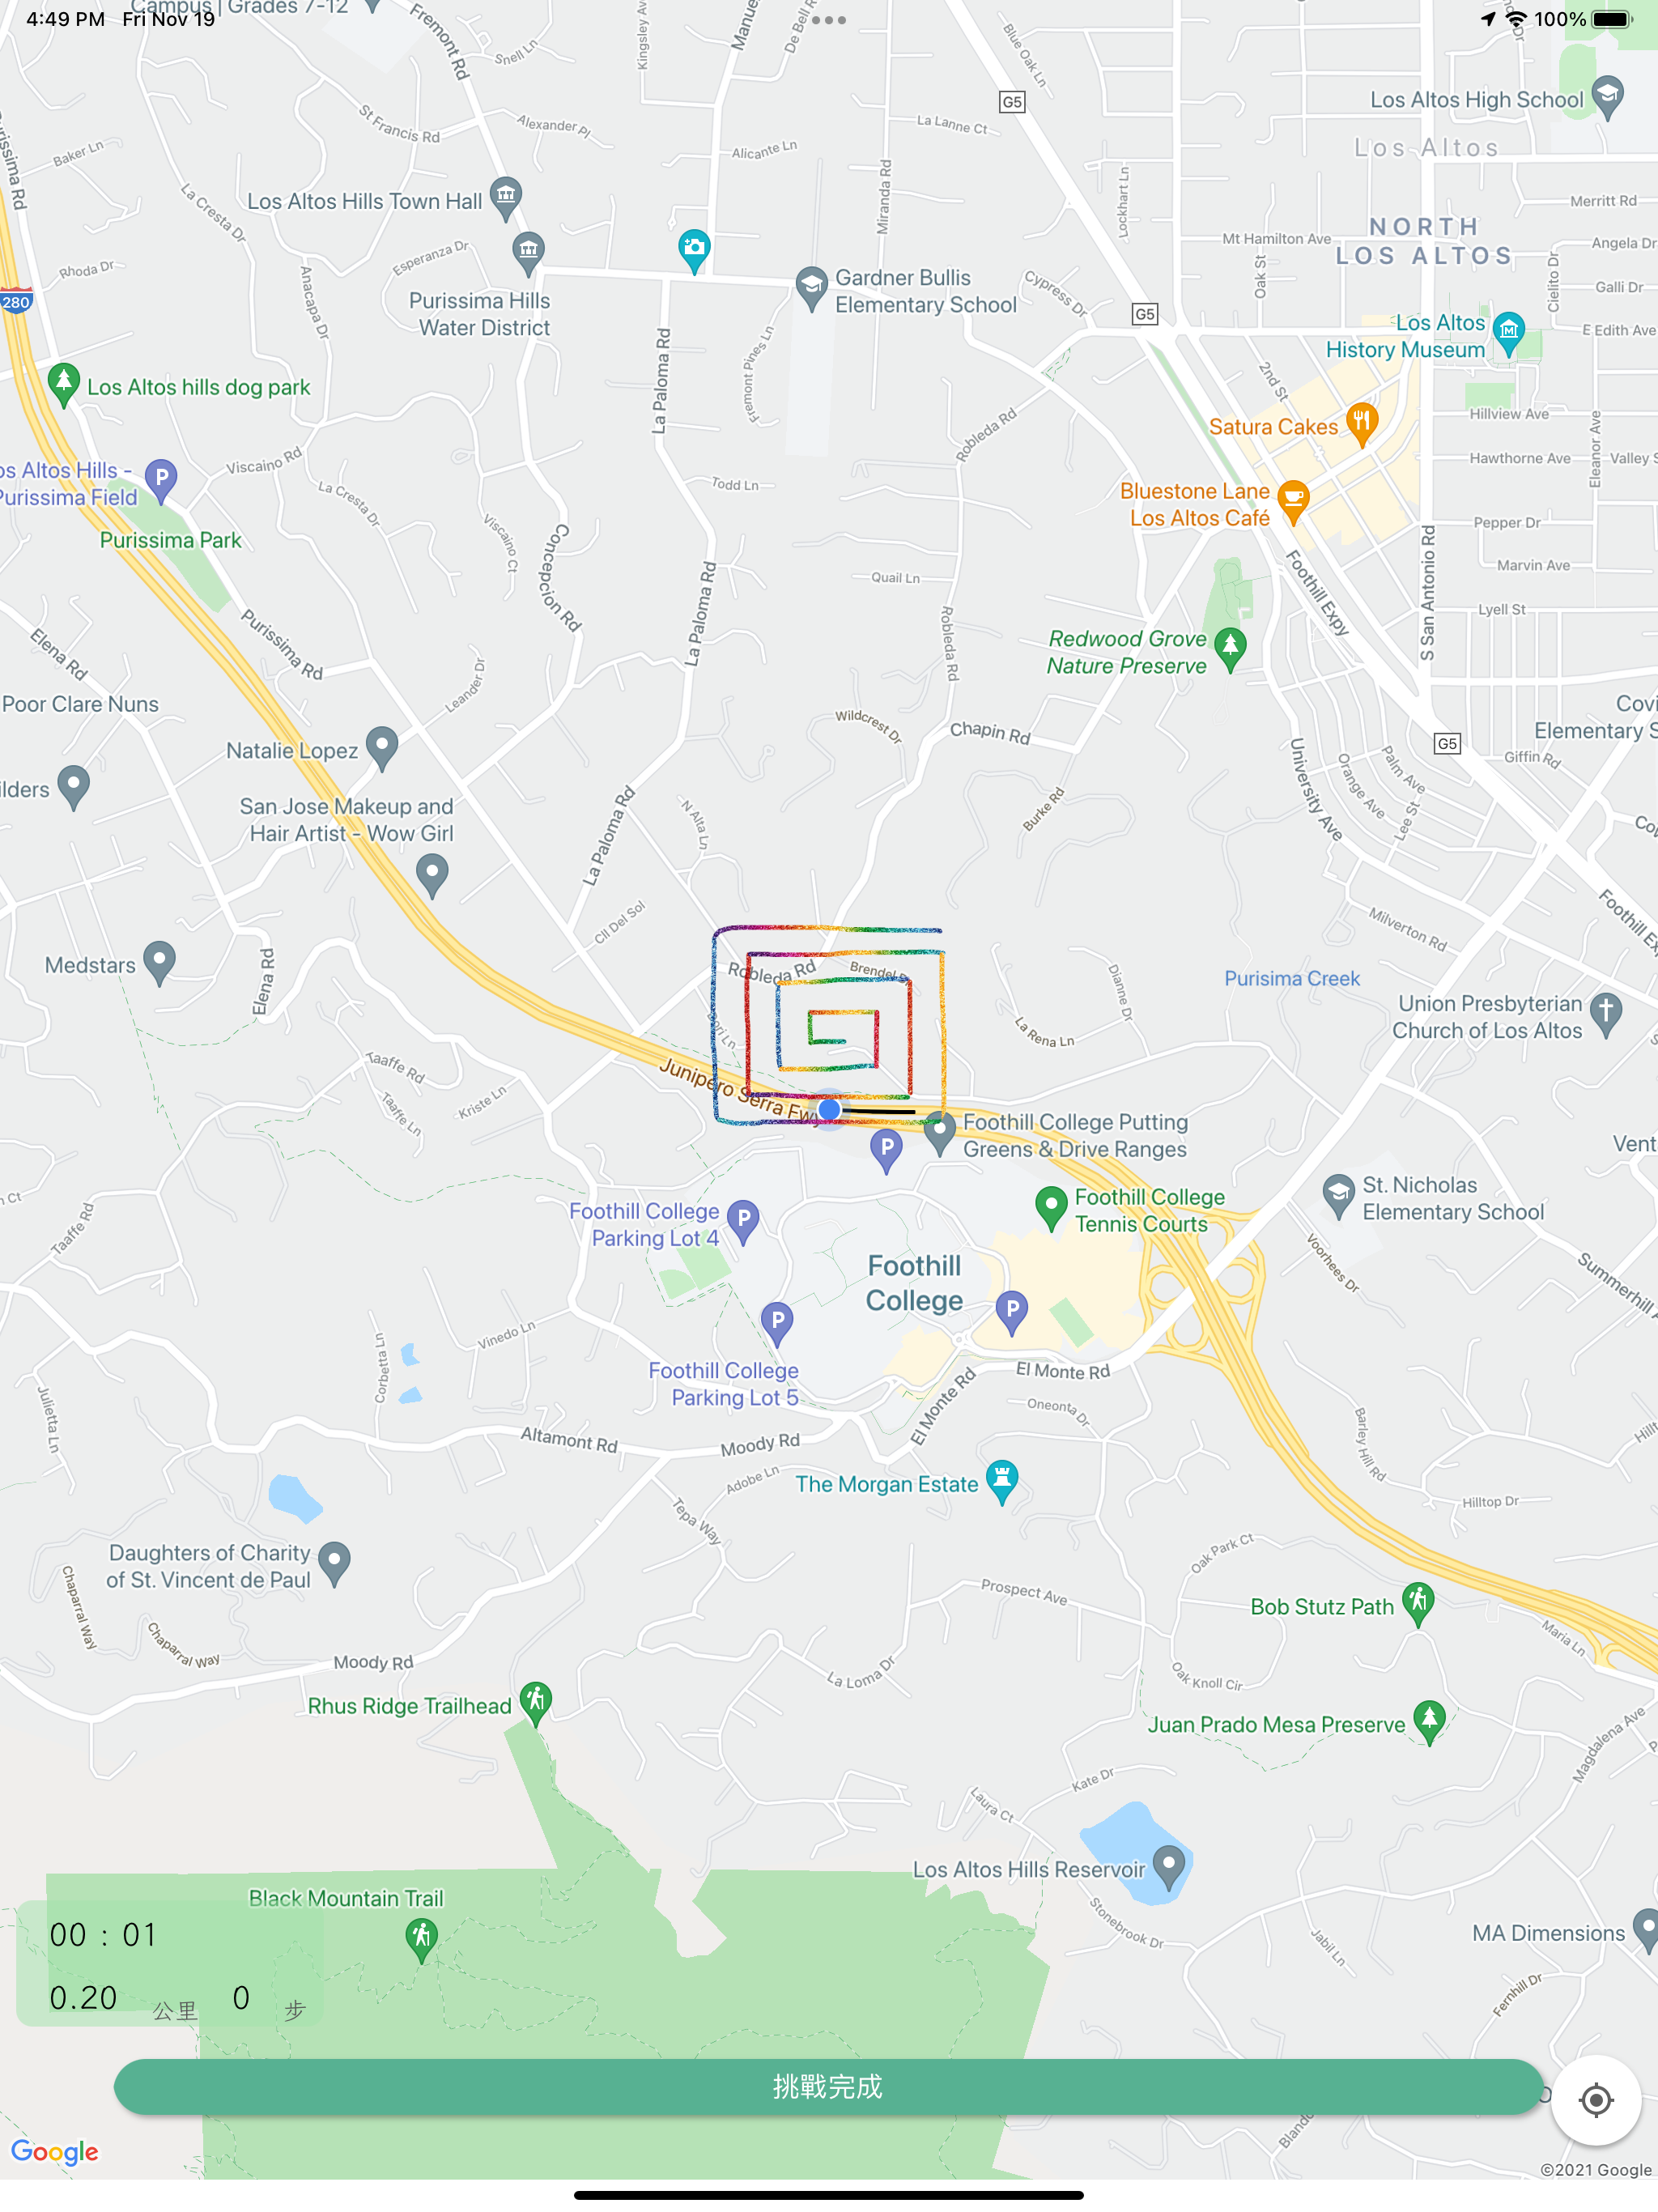 4:49 PM Fri Nov 19
100%
Campus | Grades 7-12
Fremont Rd
Snell Ln
De Bell
Blue Oak Ln
G5
Los Altos High School
Purissima Rd
St Francis Rd
Alexander Pl
La Lanne Ct
Los Altos
Baker Ln
Alicante Ln
Miranda Rd
Lockhart Ln
Los Altos Hills Town Hall
La Cresta Dr
Merritt Rd
NORTH
LOS ALTOS
Mt Hamilton Ave
Angela Dr
Esperanza Dr
Rhoda Dr
Anacapa Dr
Oak St
Cielito Dr
Galli Dr
280
Purissima Hills
Water District
Gardner Bullis
Elementary School
Cypress Dr
G5
Los Altos
History Museum
E Edith Ave
La Paloma Rd
Fremont Pines Ln
Los Altos hills dog park
2nd St
Hillview Ave
Satura Cakes
Robleda Rd
Eleanor Ave
Hawthorne Ave
Valley S
Viscaino Rd
os Altos Hills -
Purissima Field
P
La Cresta Dr
Todd Ln
Bluestone Lane
Los Altos Café
Pepper Dr
Purissima Park
Viscaino Ct
Concepcion Rd
Quail Ln
Marvin Ave
Foothill Expy
S San Antonio Rd
Lyell St
La Paloma Rd
Robleda Rd
Elena Rd
Purissima Rd
Redwood Grove
Nature Preserve
Leander Dr
Poor Clare Nuns
Wildcrest Dr
Chapin Rd
Covi
Elementary S
G5
Natalie Lopez
University Ave
Orange Ave
Palm Ave
Giffin Rd
ilders
San Jose Makeup and
Hair Artist - Wow Girl
La Paloma Rd
N Alta Ln
Burke Rd
Lee St
Cov
Cll Del Sol
Milverton Rd
Foothill Ex
Medstars
Elena Rd
Robleda Rd
Brendel
Dianne Dr
Purisima Creek
Union Presbyterian
Church of Los Altos
ori Ln
La Rena Ln
Taaffe Rd
Junipero Serra Fwy
Taaffe Ln
Kriste Ln
Foothill College Putting
Greens & Drive Ranges
P
Vent
n Ct
Taaffe Rd
Foothill College
Parking Lot 4
P
Foothill College
Tennis Courts
St. Nicholas
Elementary School
Voorhees Dr
Summerhill
Foothill
College
P
P
Corbetta Ln
Vinedo Ln
Foothill College
Parking Lot 5
El Monte Rd
El Monte Rd
Julietta Ln
Oneonta Dr
Barley Hill Rd
Hillt
Altamont Rd
Moody Rd
Adobe Ln
The Morgan Estate
Hilltop Dr
Tepa Way
Daughters of Charity
of St. Vincent de Paul
Oak Park Ct
Chaparral Way
Prospect Ave
Bob Stutz Path
Chaparral Way
Maria Ln
Moody Rd
La Loma Dr
Oak Knoll Cir
Rhus Ridge Trailhead
Juan Prado Mesa Preserve
Magdalena Ave
Kate Dr
Laura Ct
Los Altos Hills Reservoir
Black Mountain Trail
Stonebrook Dr
Jabil Ln
MA Dimensions
00 : 01
Fernhill Dr
0.20 公里 0 步
挑戰完成
Google
©2021 Google